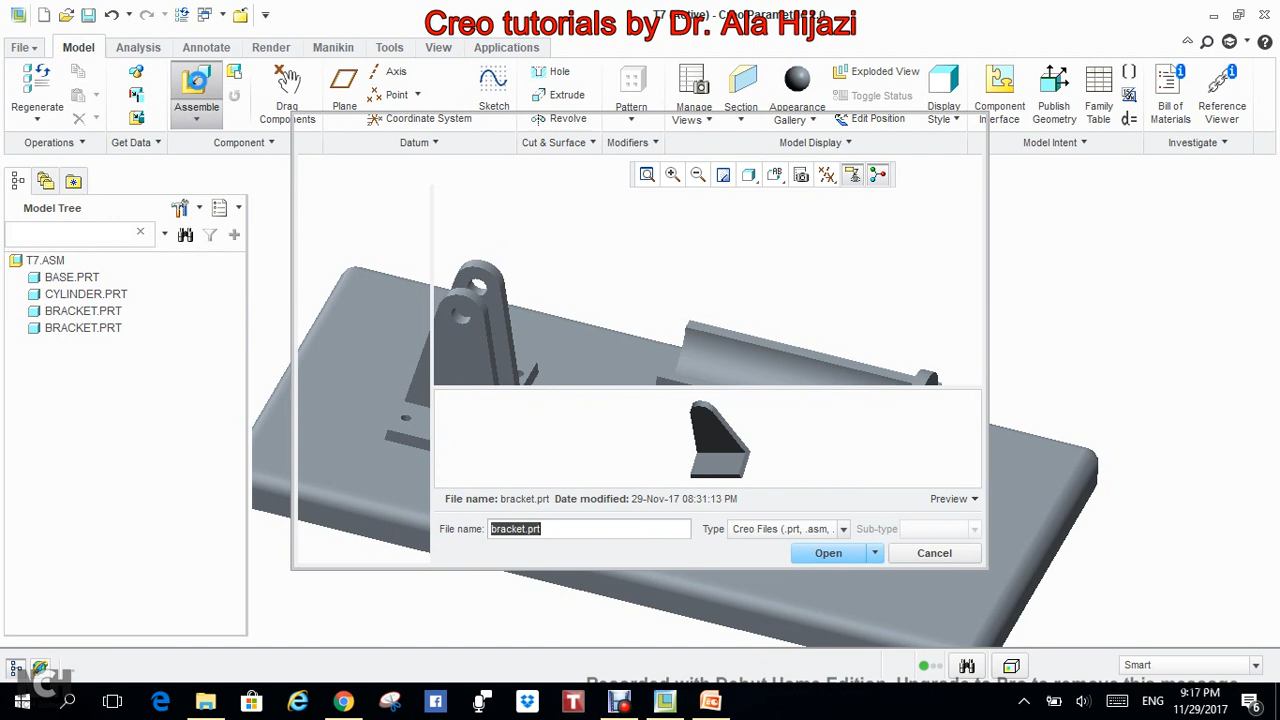 Creo tutorials by Dr. Ala Hijazi
File
Model
Analysis
Annotate
Render
Manikin
Tools
View
Applications
Regenerate
Assemble
Drag
Components
Plane
Axis
Point
Coordinate System
Sketch
Hole
Extrude
Revolve
Pattern
Manage
Views
Section
Appearance
Gallery
Exploded View
Toggle Status
Edit Position
Display
Style
Component
Interface
Publish
Geometry
Family
Table
Bill of
Materials
Reference
Viewer
Operations
Get Data
Component
Datum
Cut & Surface
Modifiers
Model Display
Model Intent
Investigate
Model Tree
T7.ASM
BASE.PRT
CYLINDER.PRT
BRACKET.PRT
BRACKET.PRT
File name: bracket.prt Date modified: 29-Nov-17 08:31:13 PM
Preview
File name: bracket.prt
Type Creo Files (.prt, .asm, .
Sub-type
Open
Cancel
Smart
NCH
ENG
9:17 PM
11/29/2017
6